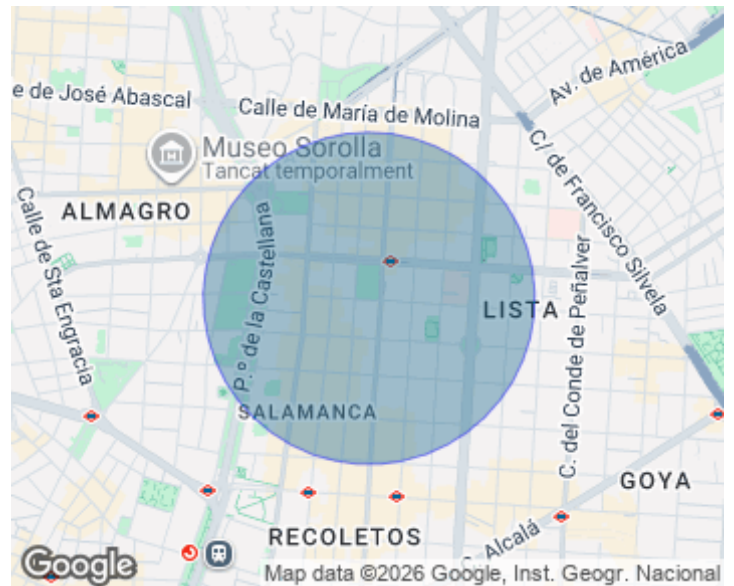 Av. de América
e de José Abascal
Calle de María de Molina
Museo Sorolla
Tancat temporalment
C/ de Francisco Silvela
ALMAGRO
Calle de Sta Engracia
P.º de la Castellana
C. del Conde de Peñalver
LISTA
SALAMANCA
GOYA
RECOLETOS
C. Alcalá
Google
Map data ©2026 Google, Inst. Geogr. Nacional